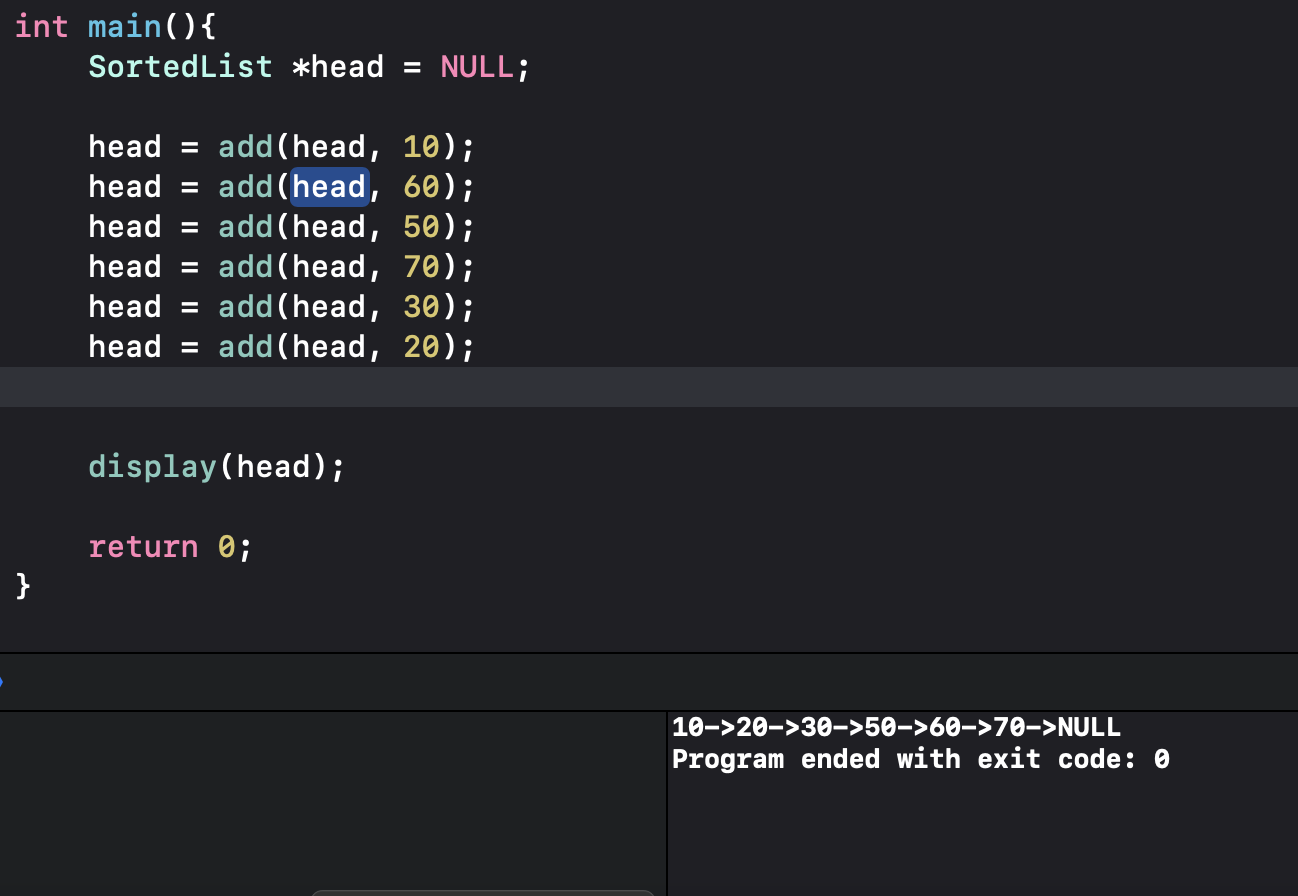 int main(){
    SortedList *head = NULL;
    head = add(head, 10);
    head = add(head, 60);
    head = add(head, 50);
    head = add(head, 70);
    head = add(head, 30);
    head = add(head, 20);
    display(head);
    return 0;
}
10->20->30->50->60->70->NULL
Program ended with exit code: 0